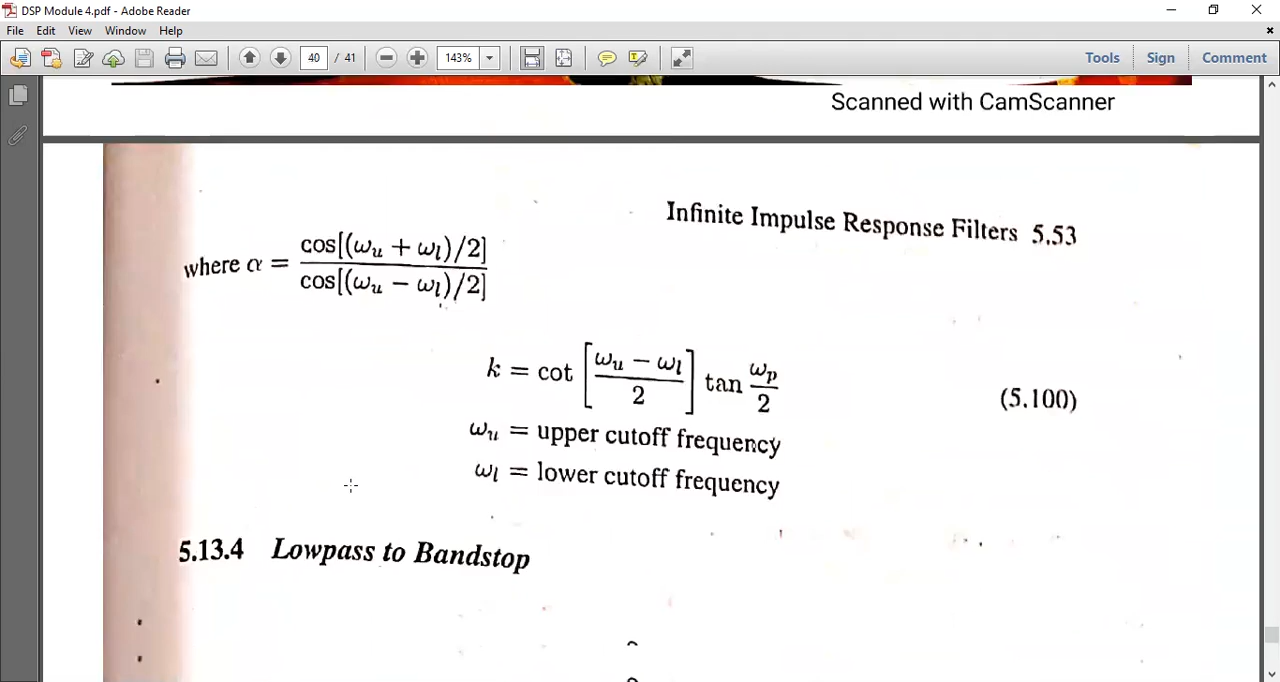 DSP Module 4.pdf - Adobe Reader
File Edit View Window Help
40 / 41 143% Tools Sign Comment
Scanned with CamScanner
Infinite Impulse Response Filters 5.53
where α = cos[(ωu + ωl)/2] / cos[(ωu − ωl)/2]
k = cot [ (ωu − ωl) / 2 ] tan ωp / 2 (5.100)
ωu = upper cutoff frequency
ωl = lower cutoff frequency
5.13.4 Lowpass to Bandstop